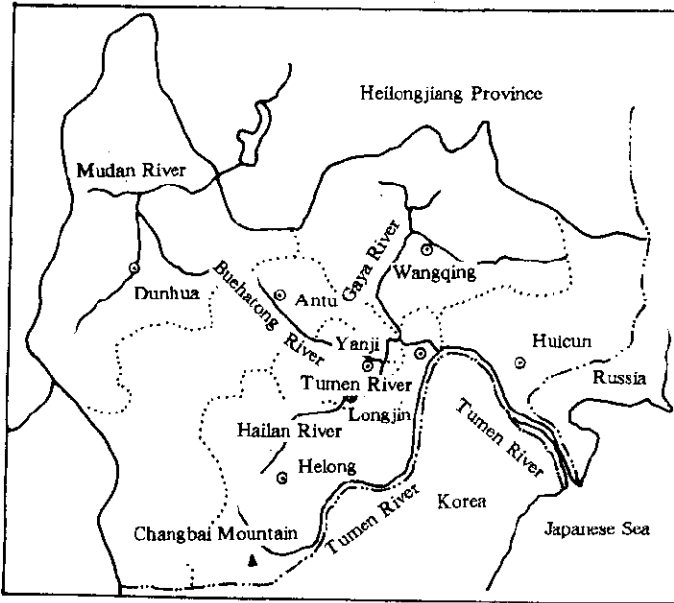 Heilongjiang Province
Mudan River
Gaya River
Wangqing
Dunhua
Buehatong River
Antu
Yanji
Huicun
Tumen River
Russia
Longjin
Hailan River
Tumen River
Helong
Tumen River
Korea
Changbai Mountain
Japanese Sea